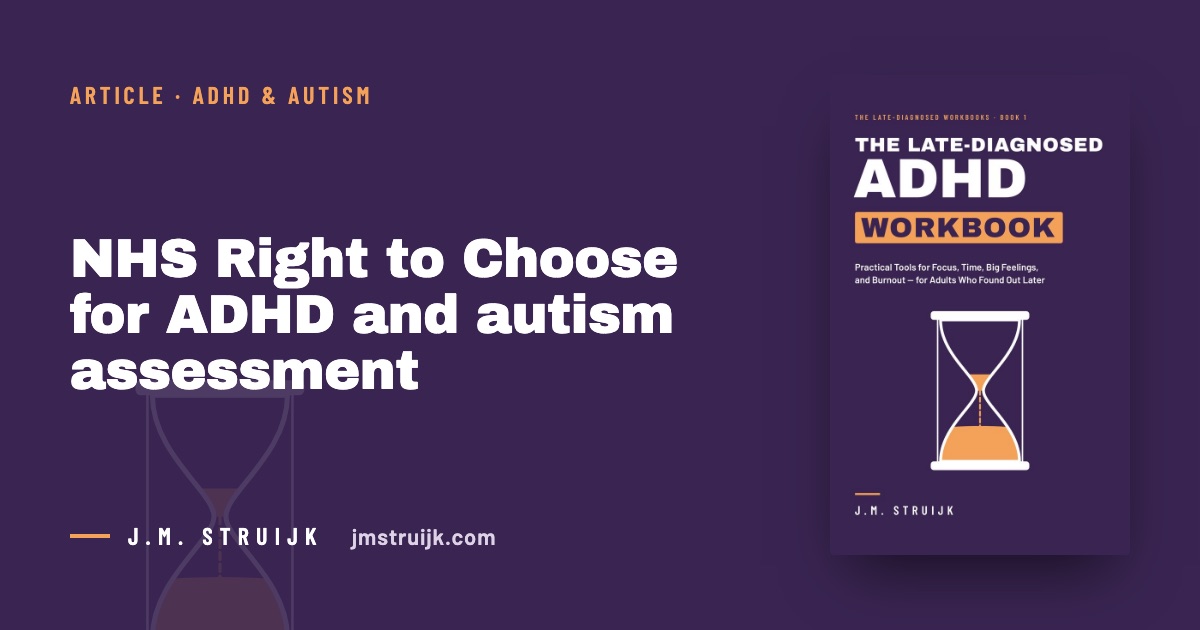 ARTICLE · ADHD & AUTISM
NHS Right to Choose
for ADHD and autism
assessment
J.M. STRUIJK jmstruijk.com
THE LATE-DIAGNOSED WORKBOOKS · BOOK 1
THE LATE-DIAGNOSED
ADHD
WORKBOOK
Practical Tools for Focus, Time, Big Feelings,
and Burnout — for Adults Who Found Out Later
J.M. STRUIJK